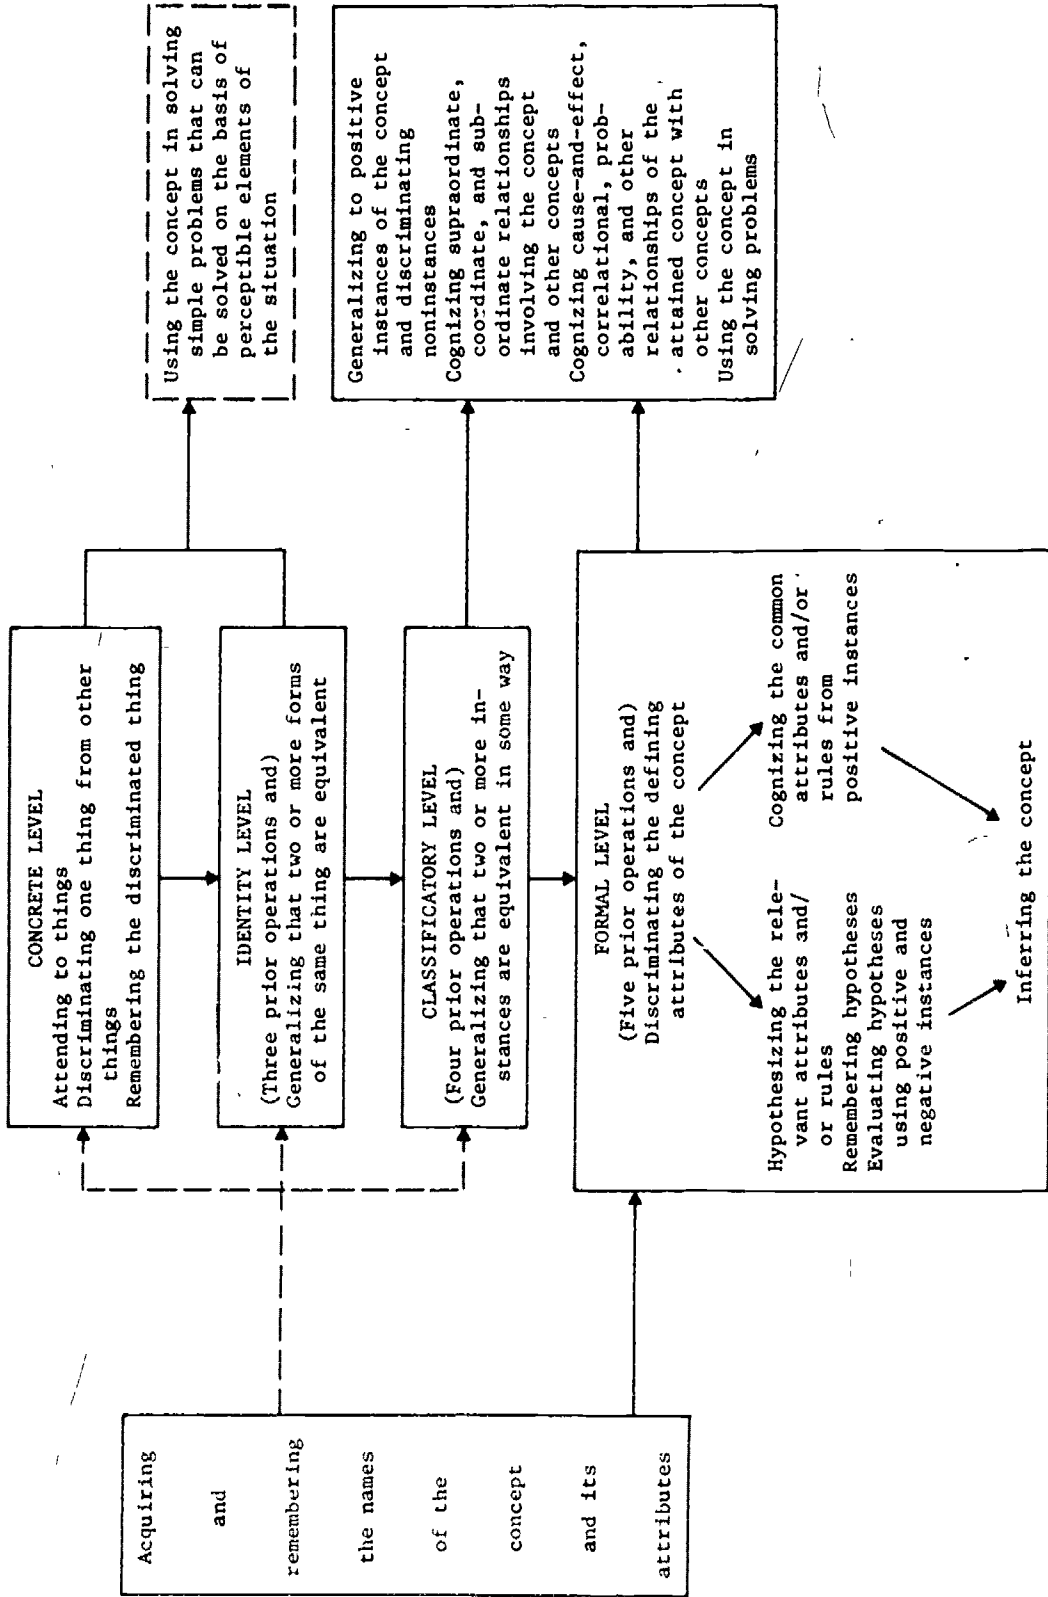 Acquiring
and
remembering
the names
of the
concept
and its
attributes
CONCRETE LEVEL
Attending to things
Discriminating one thing from other
things
Remembering the discriminated thing
IDENTITY LEVEL
(Three prior operations and)
Generalizing that two or more forms
of the same thing are equivalent
CLASSIFICATORY LEVEL
(Four prior operations and)
Generalizing that two or more in-
stances are equivalent in some way
FORMAL LEVEL
(Five prior operations and)
Discriminating the defining
attributes of the concept
Hypothesizing the rele-
vant attributes and/
or rules
Remembering hypotheses
Evaluating hypotheses
using positive and
negative instances
Cognizing the common
attributes and/or
rules from
positive instances
Inferring the concept
Using the concept in solving
simple problems that can
be solved on the basis of
perceptible elements of
the situation
Generalizing to positive
instances of the concept
and discriminating
noninstances
Cognizing supraordinate,
coordinate, and sub-
ordinate relationships
involving the concept
and other concepts
Cognizing cause-and-effect,
correlational, prob-
ability, and other
relationships of the
attained concept with
other concepts
Using the concept in
solving problems